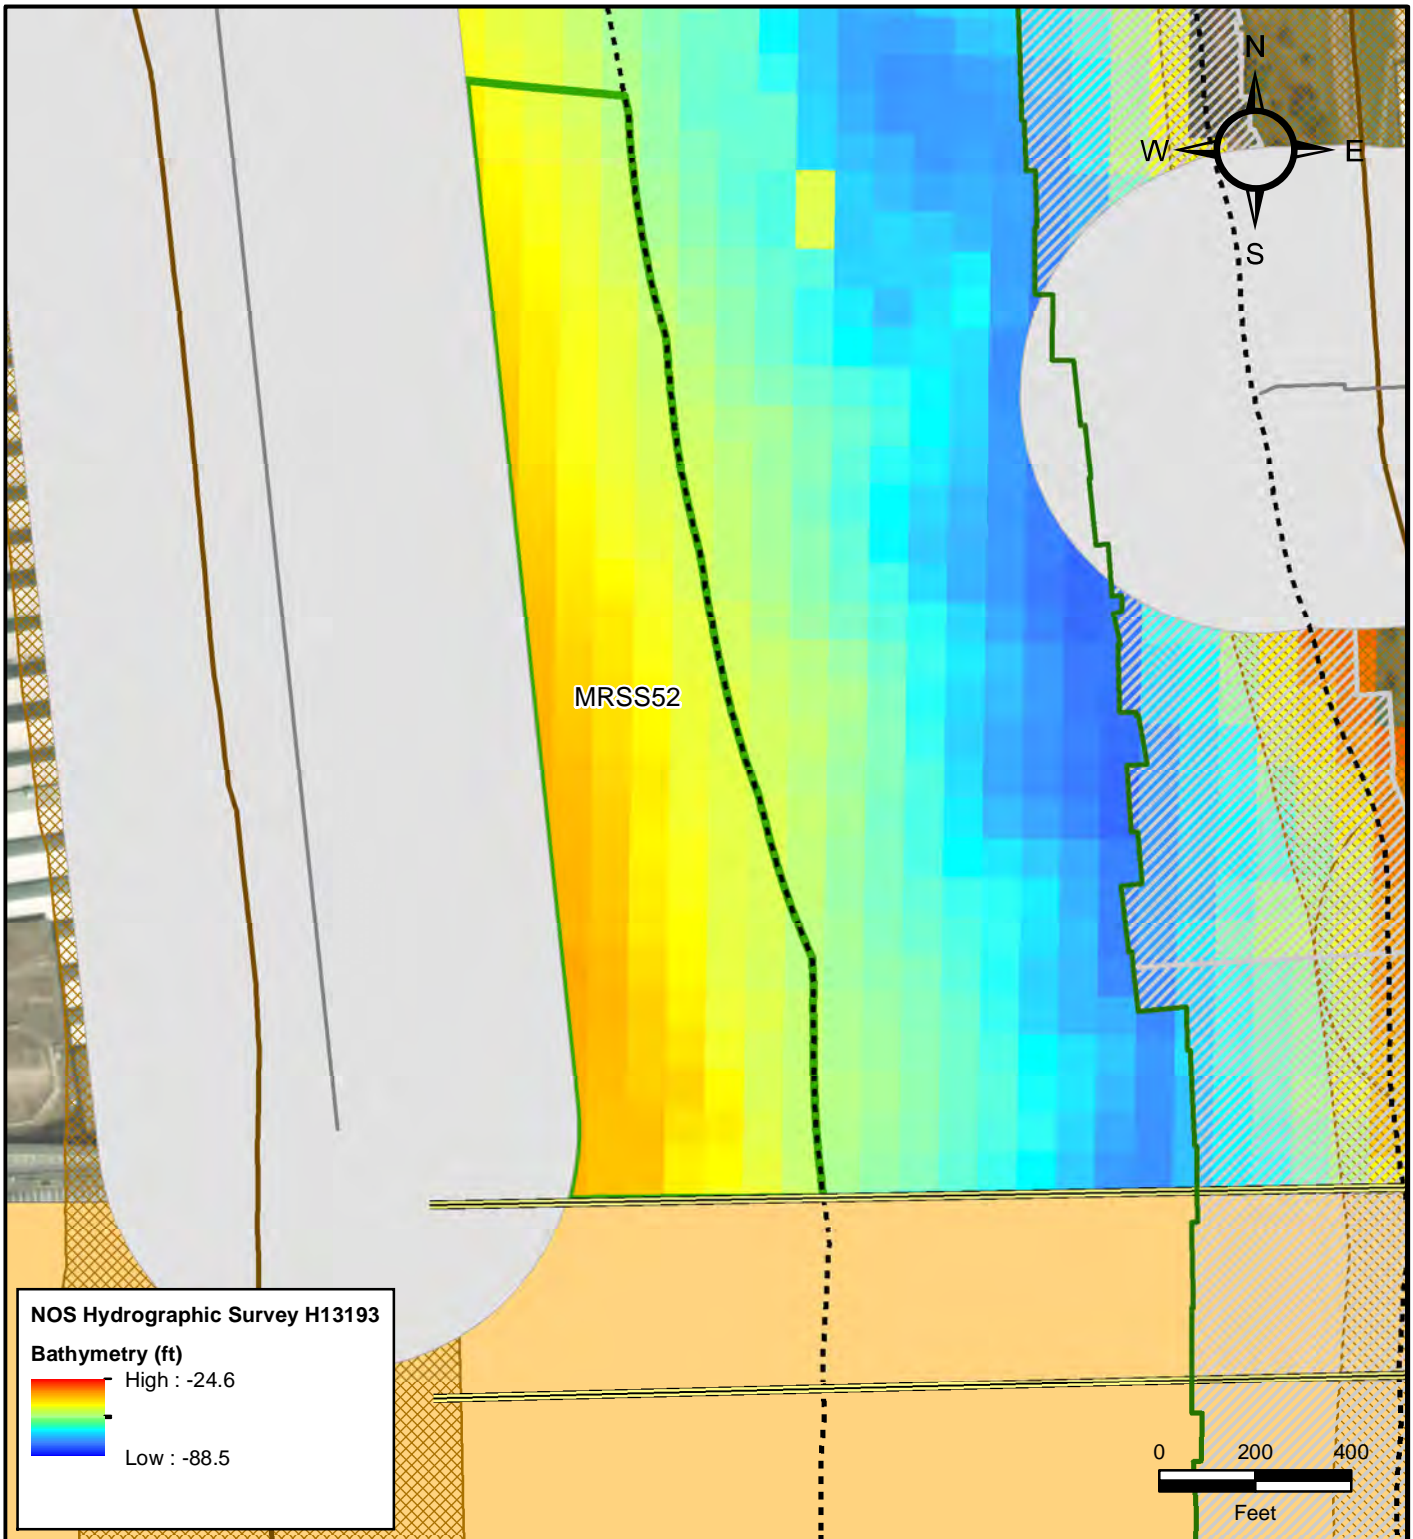 N
W E
S
MRSS52
NOS Hydrographic Survey H13193
Bathymetry (ft)
High : -24.6
Low : -88.5
0 200 400
Feet